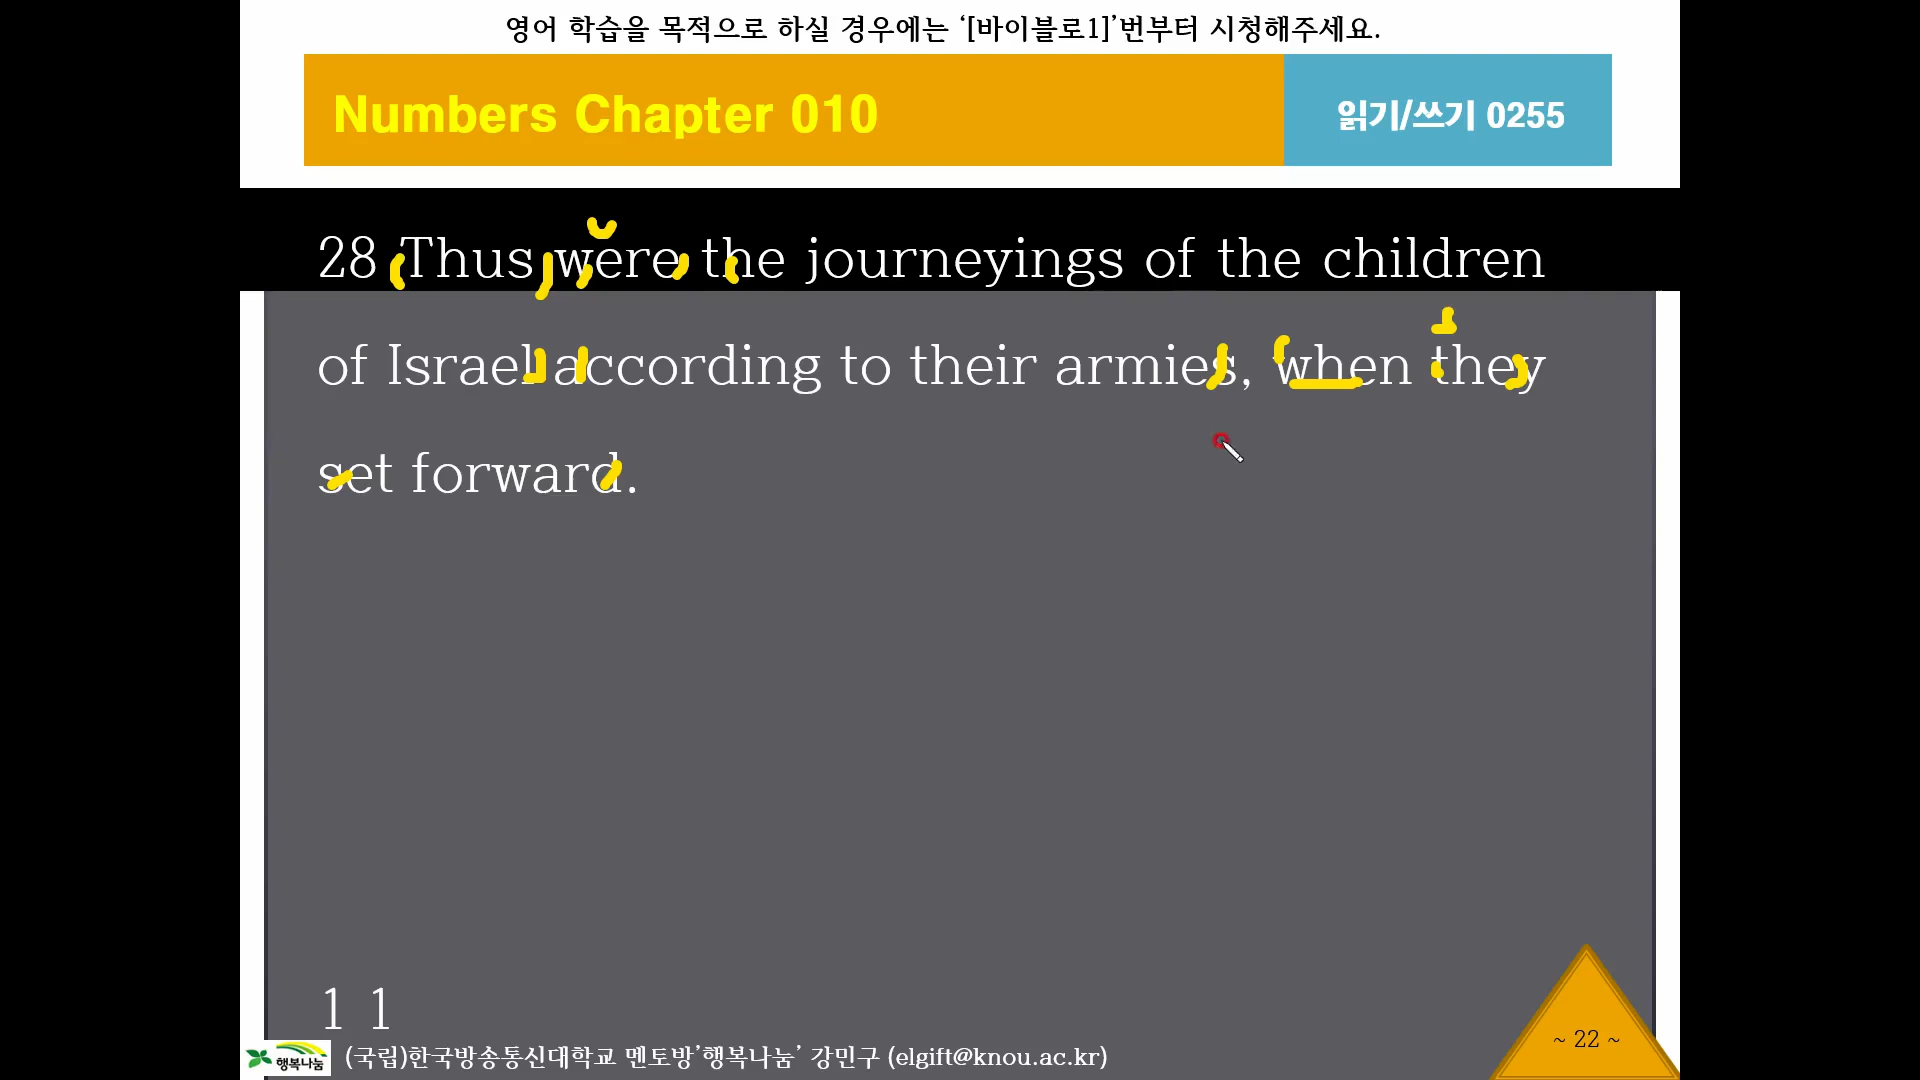 영어 학습을 목적으로 하실 경우에는 ‘[바이블로1]’번부터 시청해주세요.
Numbers Chapter 010
읽기/쓰기 0255
28 Thus were the journeyings of the children
of Israel according to their armies, when they
set forward.
1 1
~ 22 ~
행복나눔 (국립)한국방송통신대학교 멘토방’행복나눔’ 강민구 (elgift@knou.ac.kr)